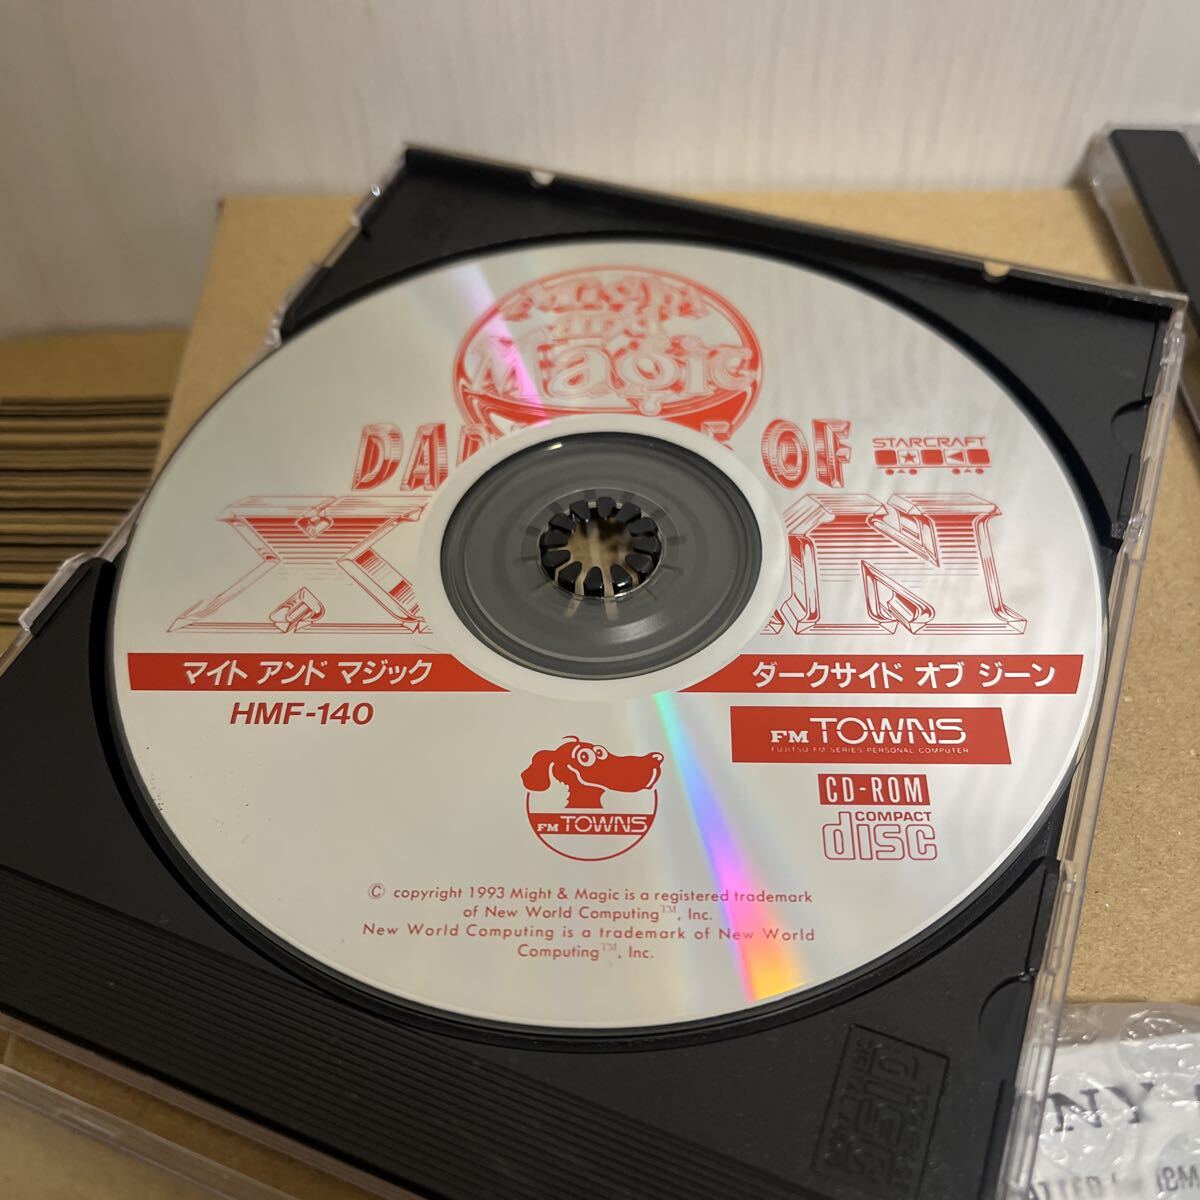 Might
and
Magic
DARKSIDE OF
STARCRAFT
XEEN
マイト アンド マジック
ダークサイド オブ ジーン
HMF-140
FM TOWNS
FUJITSU FM SERIES PERSONAL COMPUTER
CD-ROM
COMPACT
disc
FM TOWNS
© copyright 1993 Might & Magic is a registered trademark
of New World Computing™, Inc.
New World Computing is a trademark of New World
Computing™, Inc.
NY